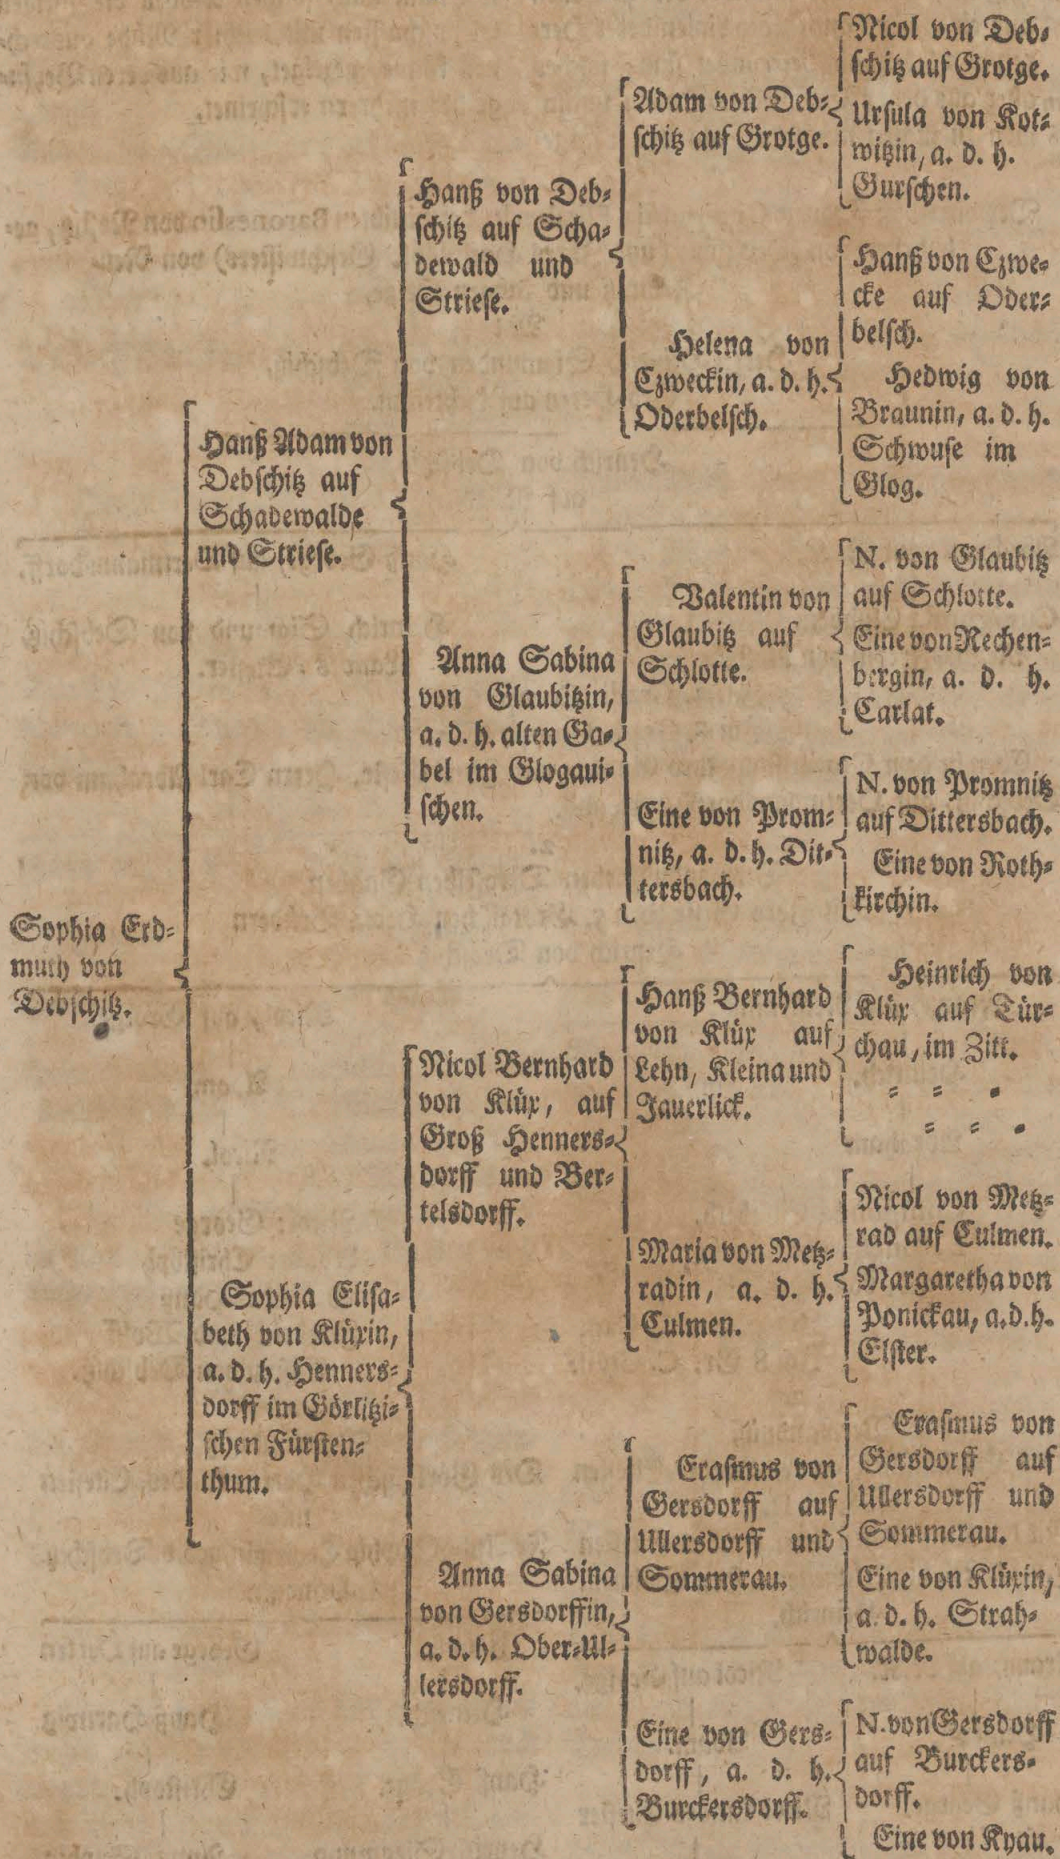 Sophia Erd⸗
muth von
Debschitz.
Hanß Adam von
Debschitz auf
Schadewalde
und Striese.
Sophia Elisa⸗
beth von Klüxin,
a. d. h. Henners⸗
dorff im Görlitzi⸗
schen Fürsten⸗
thum.
Hanß von Deb⸗
schitz auf Scha⸗
dewald und
Striese.
Anna Sabina
von Glaubitzin,
a. d. h. alten Ga⸗
bel im Glogaui⸗
schen.
Nicol Bernhard
von Klüx, auf
Groß Henners⸗
dorff und Ber⸗
telsdorff.
Anna Sabina
von Gersdorffin,
a. d. h. Ober⸗Ul⸗
lersdorff.
Adam von Deb⸗
schitz auf Grotge.
Helena von
Czweckin, a. d. h.
Oderbelsch.
Valentin von
Glaubitz auf
Schlotte.
Eine von Prom⸗
nitz, a. d. h. Dit⸗
tersbach.
Hanß Bernhard
von Klüx auf
Lehn, Kleina und
Jauerlick.
Maria von Metz⸗
radin, a. d. h.
Culmen.
Erasmus von
Gersdorff auf
Ullersdorff und
Sommerau.
Eine von Gers⸗
dorff, a. d. h.
Burckersdorff.
Nicol von Deb⸗
schitz auf Grotge.
Ursula von Kot⸗
witzin, a. d. h.
Gurschen.
Hanß von Czwe⸗
cke auf Oder⸗
belsch.
Hedwig von
Braunin, a. d. h.
Schwuse im
Glog.
N. von Glaubitz
auf Schlotte.
Eine von Rechen⸗
bergin, a. d. h.
Carlat.
N. von Promnitz
auf Dittersbach.
Eine von Roth⸗
kirchin.
Heinrich von
Klüx auf Tür⸗
chau, im Zitt.
⸗ ⸗ ⸗
⸗ ⸗ ⸗
Nicol von Metz⸗
rad auf Culmen.
Margaretha von
Ponickau, a. d. h.
Elster.
Erasmus von
Gersdorff auf
Ullersdorff und
Sommerau.
Eine von Klüxin,
a. d. h. Strah⸗
walde.
N. von Gersdorff
auf Burckers⸗
dorff.
Eine von Kyau.